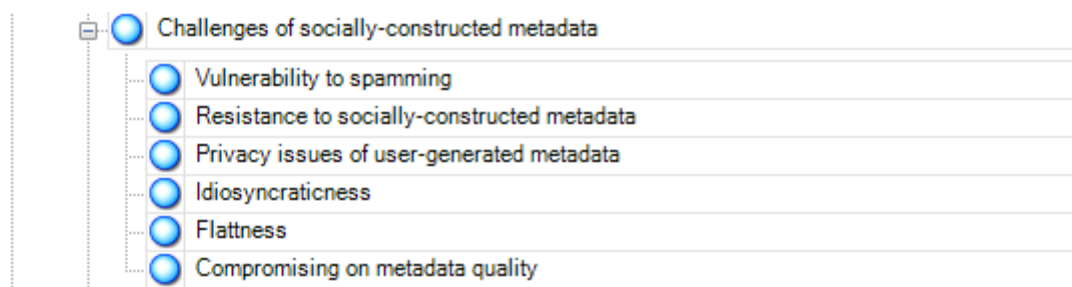 Challenges of socially-constructed metadata
Vulnerability to spamming
Resistance to socially-constructed metadata
Privacy issues of user-generated metadata
Idiosyncraticness
Flattness
Compromising on metadata quality